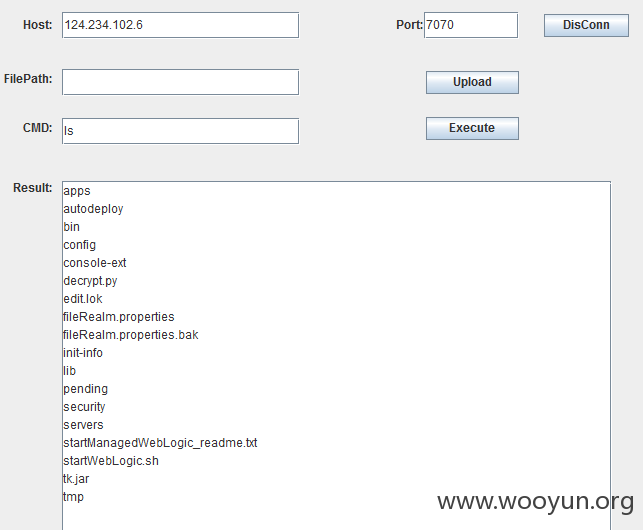 Host: 124.234.102.6 Port: 7070 DisConn
FilePath: Upload
CMD: ls Execute
Result:
apps
autodeploy
bin
config
console-ext
decrypt.py
edit.lok
fileRealm.properties
fileRealm.properties.bak
init-info
lib
pending
security
servers
startManagedWebLogic_readme.txt
startWebLogic.sh
tk.jar
tmp
www.wooyun.org